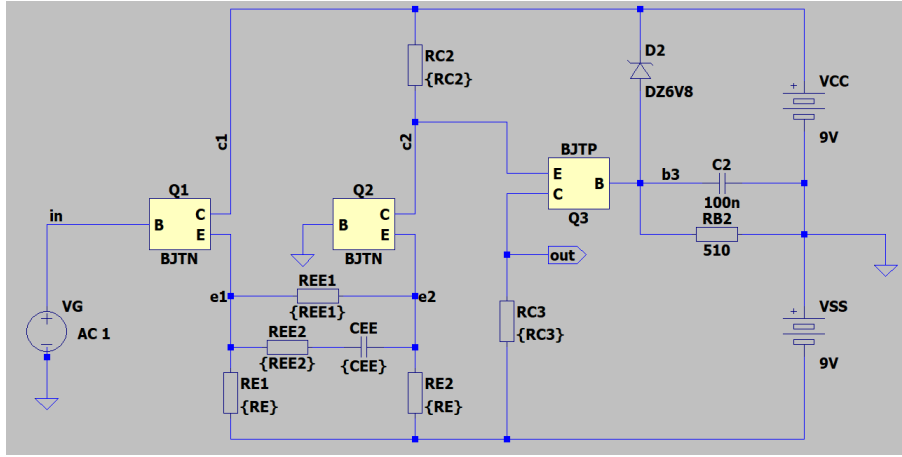 D2
DZ6V8
RC2
{RC2}
VCC
+
9V
c1
c2
b3
C2
100n
RB2
510
BJTP
E
C
B
Q3
Q1
C
B
E
BJTN
Q2
C
B
E
BJTN
in
out
e1
REE1
{REE1}
e2
VG
+
AC 1
REE2
{REE2}
CEE
{CEE}
RE1
{RE}
RE2
{RE}
RC3
{RC3}
VSS
+
9V